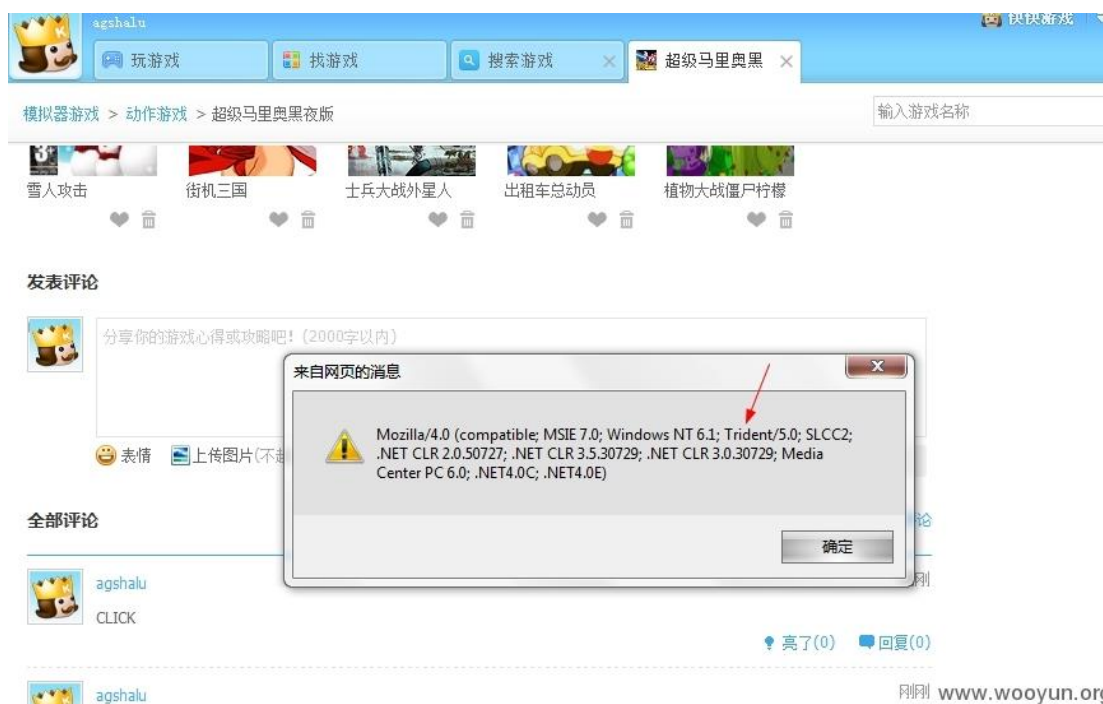 agshalu
快快游戏
玩游戏
找游戏
搜索游戏
超级马里奥黑
模拟器游戏 > 动作游戏 > 超级马里奥黑夜版
输入游戏名称
雪人攻击
街机三国
士兵大战外星人
出租车总动员
植物大战僵尸柠檬
发表评论
分享你的游戏心得或攻略吧!(2000字以内)
来自网页的消息
Mozilla/4.0 (compatible; MSIE 7.0; Windows NT 6.1; Trident/5.0; SLCC2;
.NET CLR 2.0.50727; .NET CLR 3.5.30729; .NET CLR 3.0.30729; Media
Center PC 6.0; .NET4.0C; .NET4.0E)
确定
表情
上传图片(不
全部评论
论
agshalu
刚
CLICK
亮了(0)
回复(0)
agshalu
刚刚
www.wooyun.org